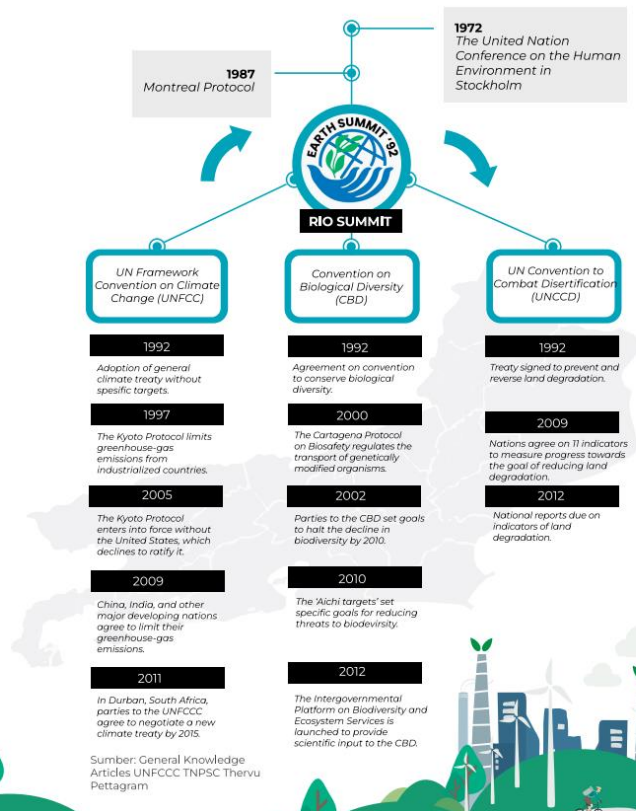 1972
The United Nation
Conference on the Human
Environment in
Stockholm
1987
Montreal Protocol
EARTH SUMMIT '92
RIO SUMMIT
UN Framework
Convention on Climate
Change (UNFCC)
1992
Adoption of general
climate treaty without
spesific targets.
1997
The Kyoto Protocol limits
greenhouse-gas
emissions from
industrialized countries.
2005
The Kyoto Protocol
enters into force without
the United States, which
declines to ratify it.
2009
China, India, and other
major developing nations
agree to limit their
greenhouse-gas
emissions.
2011
In Durban, South Africa,
parties to the UNFCCC
agree to negotiate a new
climate treaty by 2015.
Convention on
Biological Diversity
(CBD)
1992
Agreement on convention
to conserve biological
diversity.
2000
The Cartagena Protocol
on Biosafety regulates the
transport of genetically
modified organisms.
2002
Parties to the CBD set goals
to halt the decline in
biodiversity by 2010.
2010
The 'Aichi targets' set
specific goals for reducing
threats to biodevirsity.
2012
The Intergovernmental
Platform on Biodiversity and
Ecosystem Services is
launched to provide
scientific input to the CBD.
UN Convention to
Combat Disertification
(UNCCD)
1992
Treaty signed to prevent and
reverse land degradation.
2009
Nations agree on 11 indicators
to measure progress towards
the goal of reducing land
degradation.
2012
National reports due on
indicators of land
degradation.
Sumber: General Knowledge
Articles UNFCCC TNPSC Thervu
Pettagram